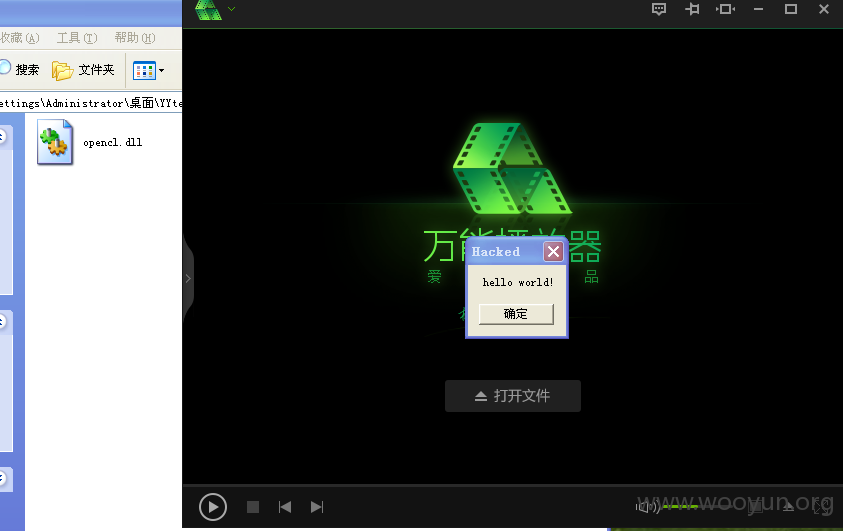 收藏(A) 工具(T) 帮助(H)
搜索 文件夹
ettings\Administrator\桌面\YYte
opencl.dll
万能播放器
爱
品
Hacked
hello world!
确定
打开文件
www.wooyun.org